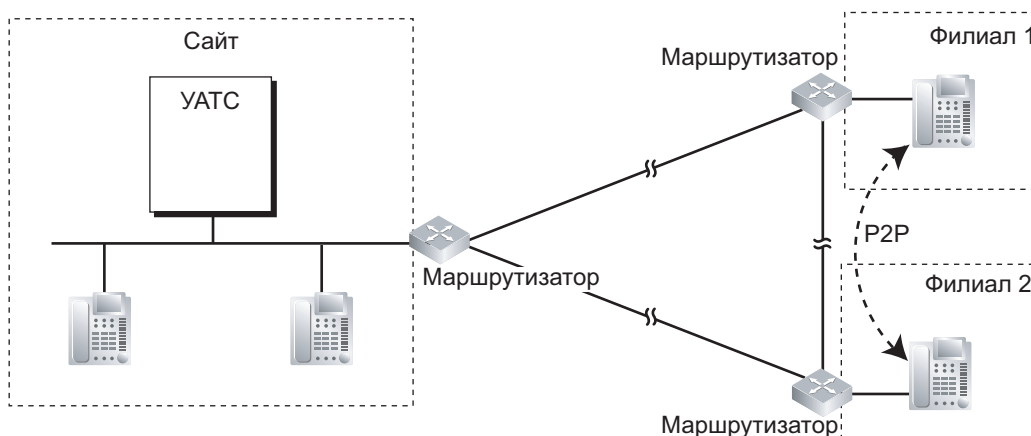 Сайт
УАТС
Маршрутизатор
Филиал 1
Маршрутизатор
P2P
Филиал 2
Маршрутизатор